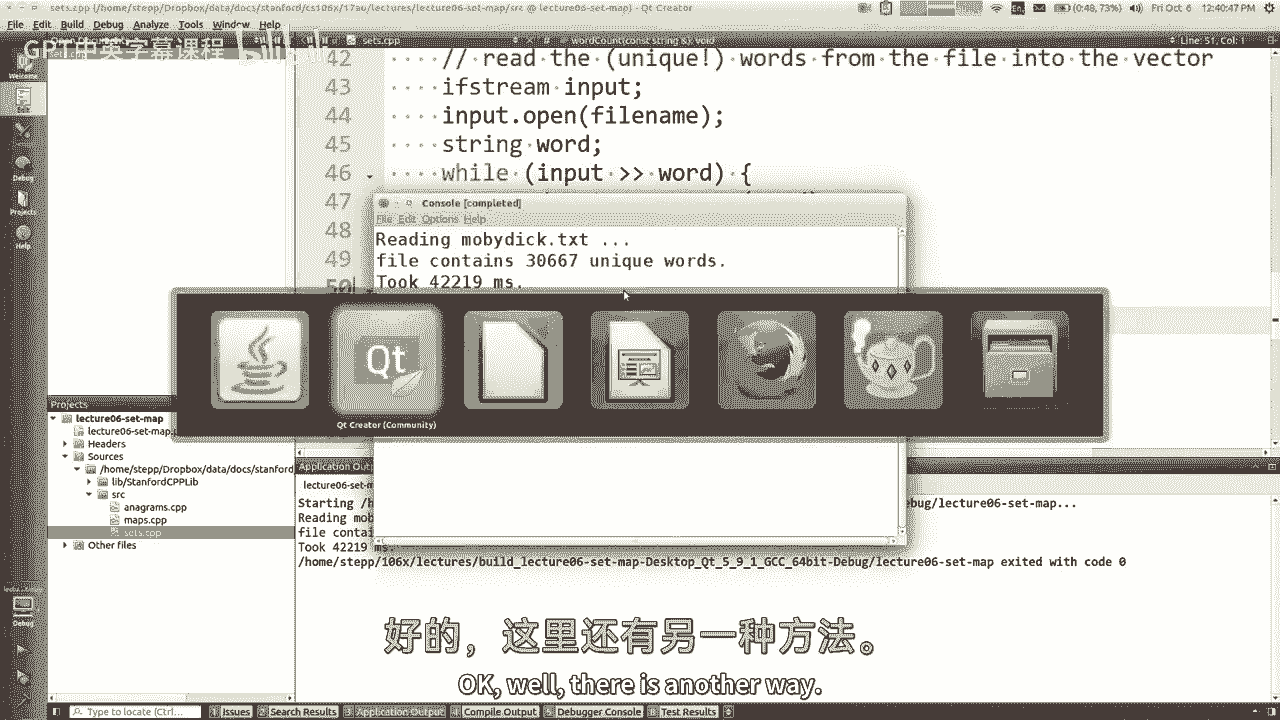 sets.cpp (/home/stepp/Dropbox/data/docs/stanford/cs106x/17au/lectures/lecture06-set-map/src @ lecture06-set-map) - Qt Creator
(0:48, 73%) Fri Oct 6 12:40:47 PM
File Edit Build Debug Analyze Tools Window Help
GPT中英字幕课程
sets.cpp wordCount(const string &): void Line: 51, Col: 1
Welcome
Edit
Debug
Projects
Help
42 // read the (unique!) words from the file into the vector
43 ifstream input;
44 input.open(filename);
45 string word;
46 while (input >> word) {
47
48
49
50
Console [completed]
File Edit Options Help
Reading mobydick.txt ...
file contains 30667 unique words.
Took 42219 ms.
Qt
Qt Creator (Community)
Projects
lecture06-set-map
lecture06-set-map.
Headers
Sources
/home/stepp/Dropbox/data/docs/stanford
lib/StanfordCPPLib
src
anagrams.cpp
maps.cpp
sets.cpp
Other files
Debug
Application Out
lecture06-set-m
Starting /h
ebug/lecture06-set-map...
Reading mob
file contai
Took 42219 ms.
/home/stepp/106x/lectures/build_lecture06-set-map-Desktop_Qt_5_9_1_GCC_64bit-Debug/lecture06-set-map exited with code 0
好的，这里还有另一种方法。
OK, well, there is another way.
Type to locate (Ctrl... 1 Issues 2 Search Results 3 Application Output 4 Compile Output 5 Debugger Console 6 Test Results